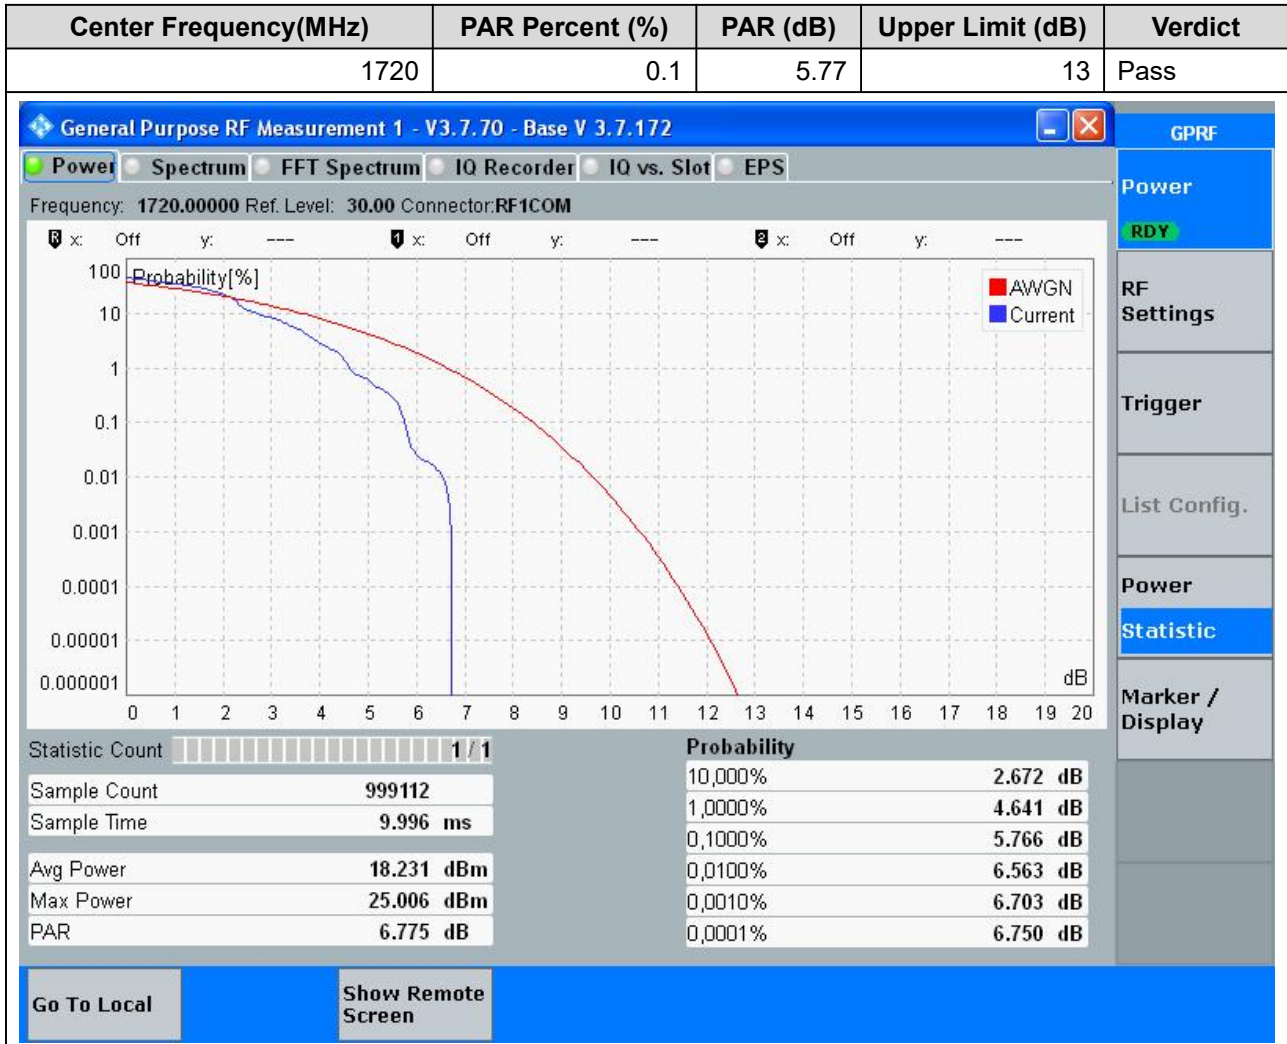 Center Frequency(MHz) PAR Percent (%) PAR (dB) Upper Limit (dB) Verdict
1720 0.1 5.77 13 Pass
General Purpose RF Measurement 1 - V3.7.70 - Base V 3.7.172
GPRF
Power Spectrum FFT Spectrum IQ Recorder IQ vs. Slot EPS
Power
RDY
Frequency: 1720.00000 Ref. Level: 30.00 Connector:RF1COM
R x: Off y: --- 1 x: Off y: --- 2 x: Off y: ---
Probability[%]
AWGN
Current
100
10
1
0.1
0.01
0.001
0.0001
0.00001
0.000001
dB
0 1 2 3 4 5 6 7 8 9 10 11 12 13 14 15 16 17 18 19 20
RF
Settings
Trigger
List Config.
Power
Statistic
Marker /
Display
Statistic Count 1 / 1
Sample Count 999112
Sample Time 9.996 ms
Avg Power 18.231 dBm
Max Power 25.006 dBm
PAR 6.775 dB
Probability
10,000% 2.672 dB
1,0000% 4.641 dB
0,1000% 5.766 dB
0,0100% 6.563 dB
0,0010% 6.703 dB
0,0001% 6.750 dB
Go To Local
Show Remote
Screen